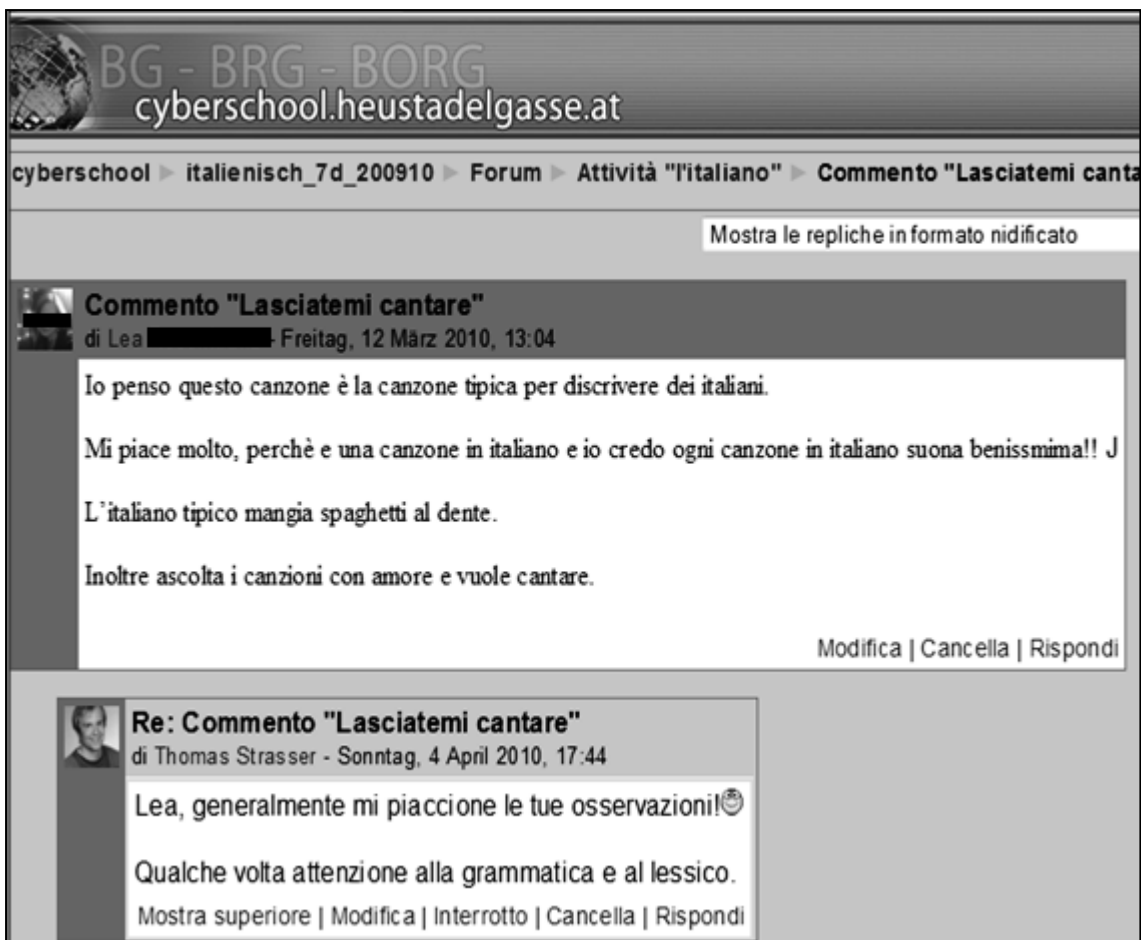 BG - BRG - BORG
cyberschool.heustadelgasse.at
cyberschool ► italienisch_7d_200910 ► Forum ► Attività "l'italiano" ► Commento "Lasciatemi canta
Mostra le repliche in formato nidificato
Commento "Lasciatemi cantare"
di Lea - Freitag, 12 März 2010, 13:04
Io penso questo canzone è la canzone tipica per discrivere dei italiani.
Mi piace molto, perchè e una canzone in italiano e io credo ogni canzone in italiano suona benissmima!! J
L`italiano tipico mangia spaghetti al dente.
Inoltre ascolta i canzioni con amore e vuole cantare.
Modifica | Cancella | Rispondi
Re: Commento "Lasciatemi cantare"
di Thomas Strasser - Sonntag, 4 April 2010, 17:44
Lea, generalmente mi piaccione le tue osservazioni!
Qualche volta attenzione alla grammatica e al lessico.
Mostra superiore | Modifica | Interrotto | Cancella | Rispondi